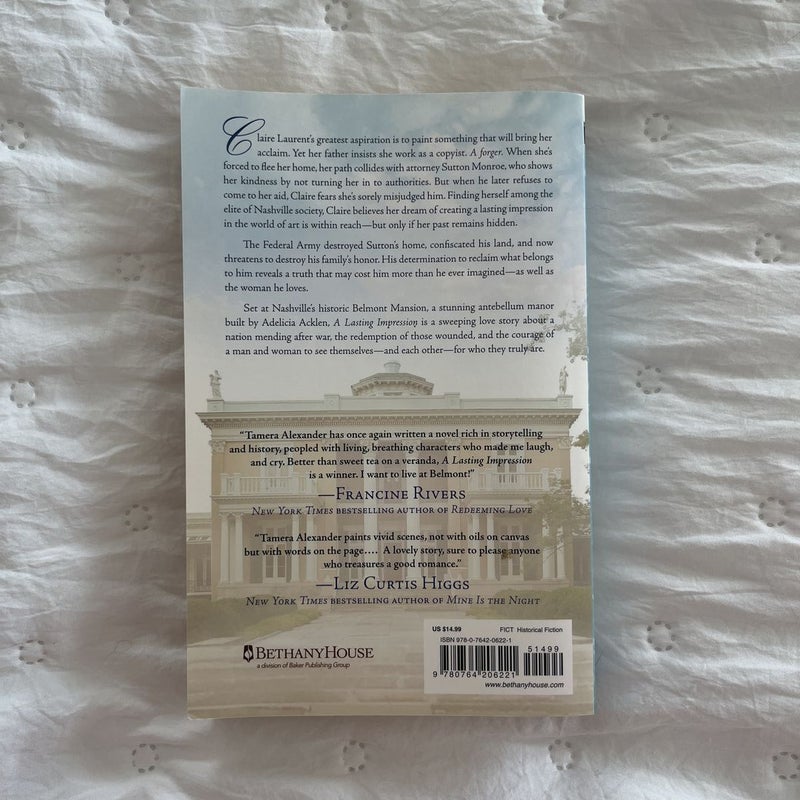 Claire Laurent's greatest aspiration is to paint something that will bring her
acclaim. Yet her father insists she work as a copyist. A forger. When she's
forced to flee her home, her path collides with attorney Sutton Monroe, who shows
her kindness by not turning her in to authorities. But when he later refuses to
come to her aid, Claire fears she's sorely misjudged him. Finding herself among the
elite of Nashville society, Claire believes her dream of creating a lasting impression
in the world of art is within reach—but only if her past remains hidden.
The Federal Army destroyed Sutton's home, confiscated his land, and now
threatens to destroy his family's honor. His determination to reclaim what belongs
to him reveals a truth that may cost him more than he ever imagined—as well as
the woman he loves.
Set at Nashville's historic Belmont Mansion, a stunning antebellum manor
built by Adelicia Acklen, A Lasting Impression is a sweeping love story about a
nation mending after war, the redemption of those wounded, and the courage of
a man and woman to see themselves—and each other—for who they truly are.
"Tamera Alexander has once again written a novel rich in storytelling
and history, peopled with living, breathing characters who made me laugh,
and cry. Better than sweet tea on a veranda, A Lasting Impression
is a winner. I want to live at Belmont!"
—Francine Rivers
New York Times bestselling author of Redeeming Love
"Tamera Alexander paints vivid scenes, not with oils on canvas
but with words on the page.... A lovely story, sure to please anyone
who treasures a good romance."
—Liz Curtis Higgs
New York Times bestselling author of Mine Is the Night
BethanyHouse
a division of Baker Publishing Group
US $14.99 FICT Historical Fiction
ISBN 978-0-7642-0622-1
51499
9 780764 206221
www.bethanyhouse.com